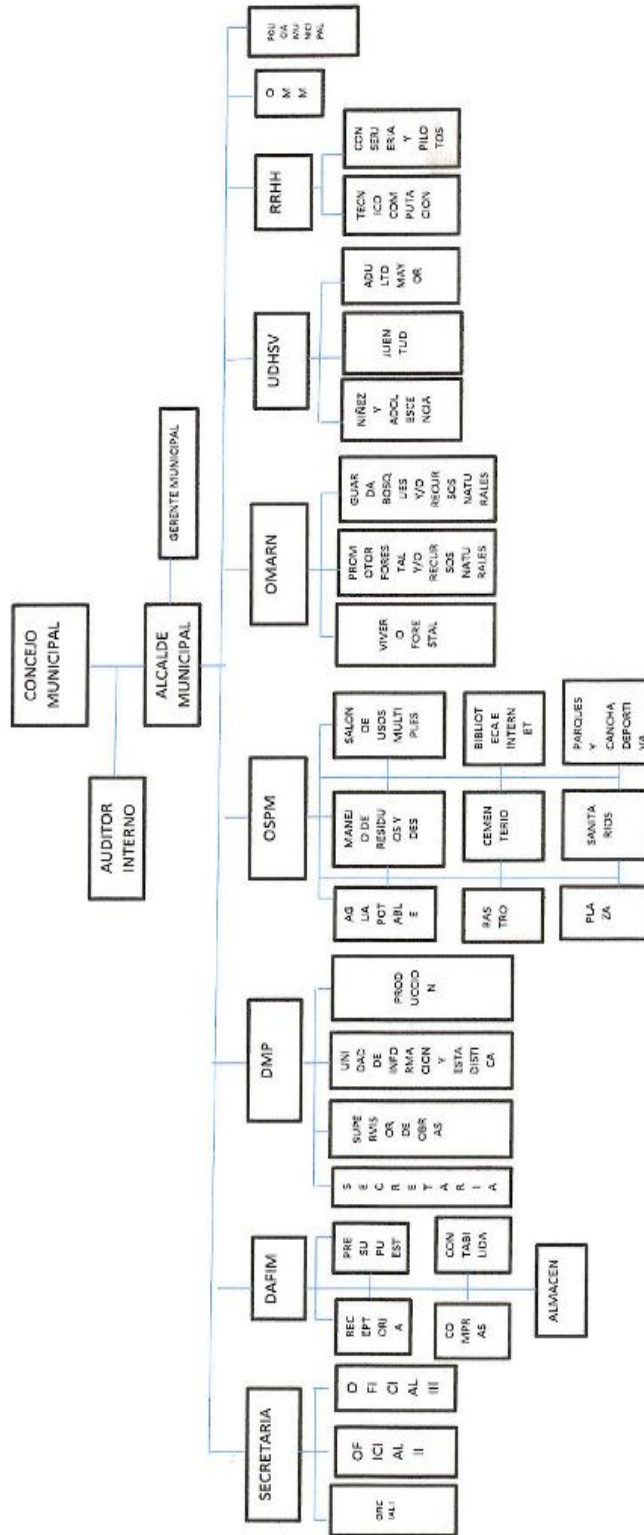 CONCEJO
MUNICIPAL
AUDITOR
INTERNO
ALCALDE
MUNICIPAL
GERENTE MUNICIPAL
SECRETARIA
DAFIM
DMP
OSPM
OMARN
UDHSV
RRHH
O
M
M
POLI
CIA
MU
NICI
PAL
OF
ICI
AL
II
O
FI
CI
AL
III
REC
EPT
ORI
A
PRE
SU
PU
EST
CO
MPR
AS
CON
TABI
LIDA
ALMACEN
S
E
C
R
E
T
A
R
I
A
SUPE
RVIS
OR
DE
OBR
AS
UNI
DAD
DE
INFO
RMA
CION
Y
ESTA
DISTI
CA
PROD
UCCIO
N
AG
UA
POT
ABL
E
MANEJ
O DE
RESIDU
OS Y
DES
SALON
DE
USOS
MULTI
PLES
RAS
TRO
CEMEN
TERIO
BIBLIOT
ECA E
INTERN
ET
PLA
ZA
SANITA
RIOS
PARQUES
Y
CANCHA
DEPORTI
VA
VIVER
O
FORE
STAL
PROM
OTOR
FORES
TAL
Y/O
RECUR
SOS
NATU
RALES
GUAR
DA
BOSQ
UES
Y/O
RECUR
SOS
NATU
RALES
NIÑEZ
Y
ADOL
ESCE
NCIA
JUEN
TUD
ADU
LTO
MAY
OR
TECN
ICO
COM
PUTA
CION
CON
SERJ
ERIA
Y
PILO
TOS